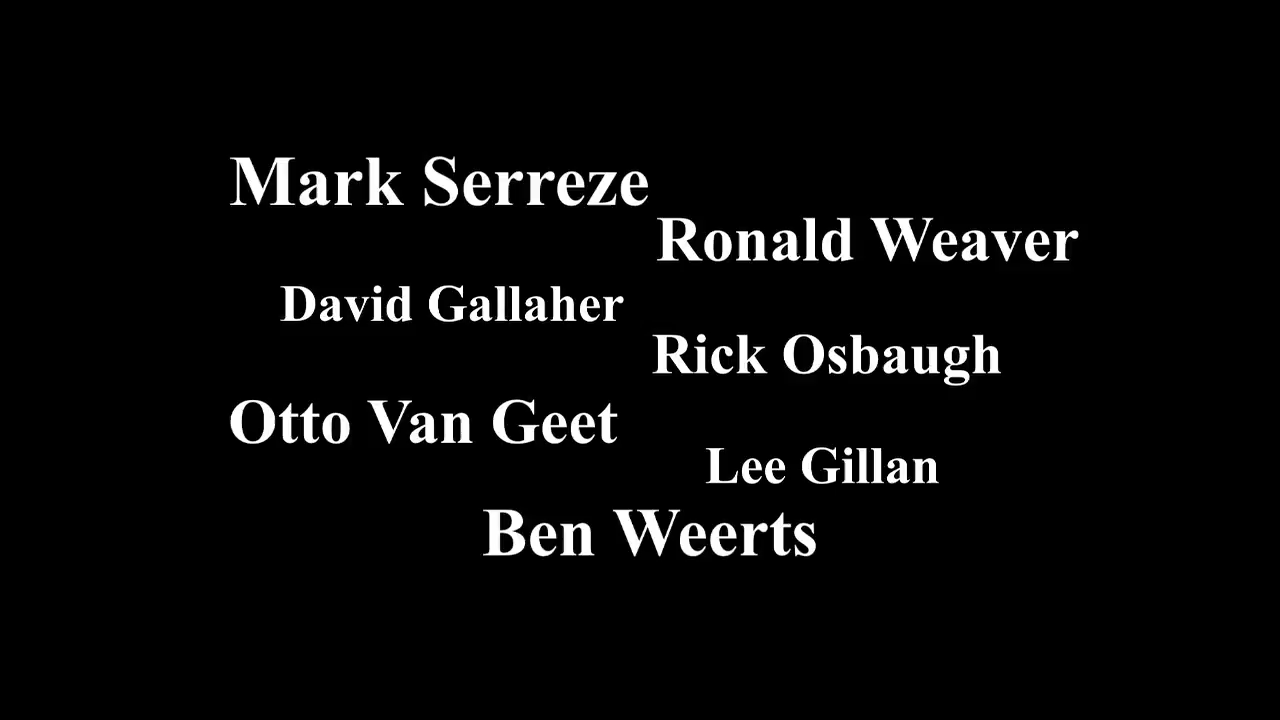 Mark Serreze
Ronald Weaver
David Gallaher
Rick Osbaugh
Otto Van Geet
Lee Gillan
Ben Weerts